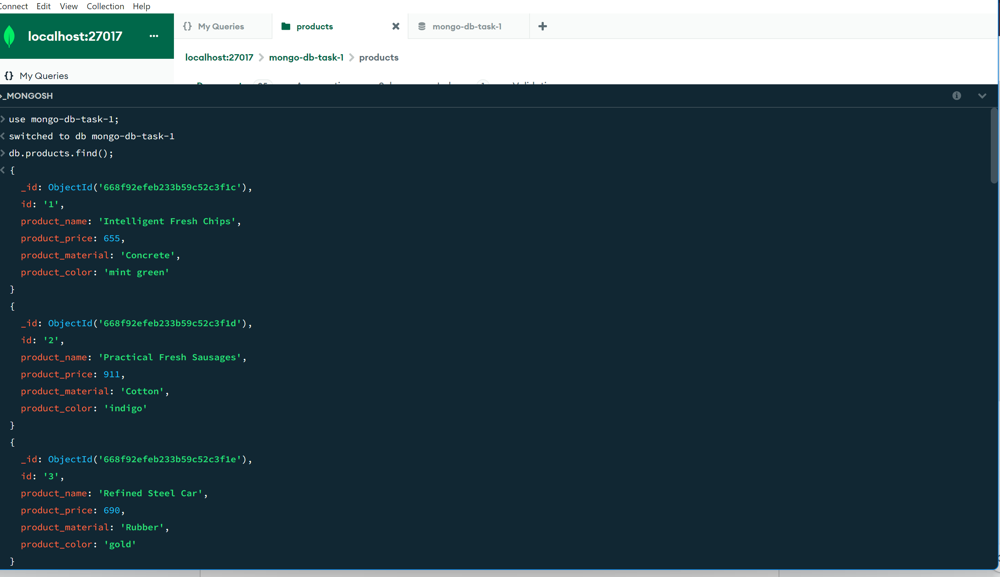 Connect Edit View Collection Help
localhost:27017 ...
{} My Queries
products
mongo-db-task-1
localhost:27017 > mongo-db-task-1 > products
{} My Queries
>_MONGOSH
> use mongo-db-task-1;
< switched to db mongo-db-task-1
> db.products.find();
< {
_id: ObjectId('668f92efeb233b59c52c3f1c'),
id: '1',
product_name: 'Intelligent Fresh Chips',
product_price: 655,
product_material: 'Concrete',
product_color: 'mint green'
}
{
_id: ObjectId('668f92efeb233b59c52c3f1d'),
id: '2',
product_name: 'Practical Fresh Sausages',
product_price: 911,
product_material: 'Cotton',
product_color: 'indigo'
}
{
_id: ObjectId('668f92efeb233b59c52c3f1e'),
id: '3',
product_name: 'Refined Steel Car',
product_price: 690,
product_material: 'Rubber',
product_color: 'gold'
}